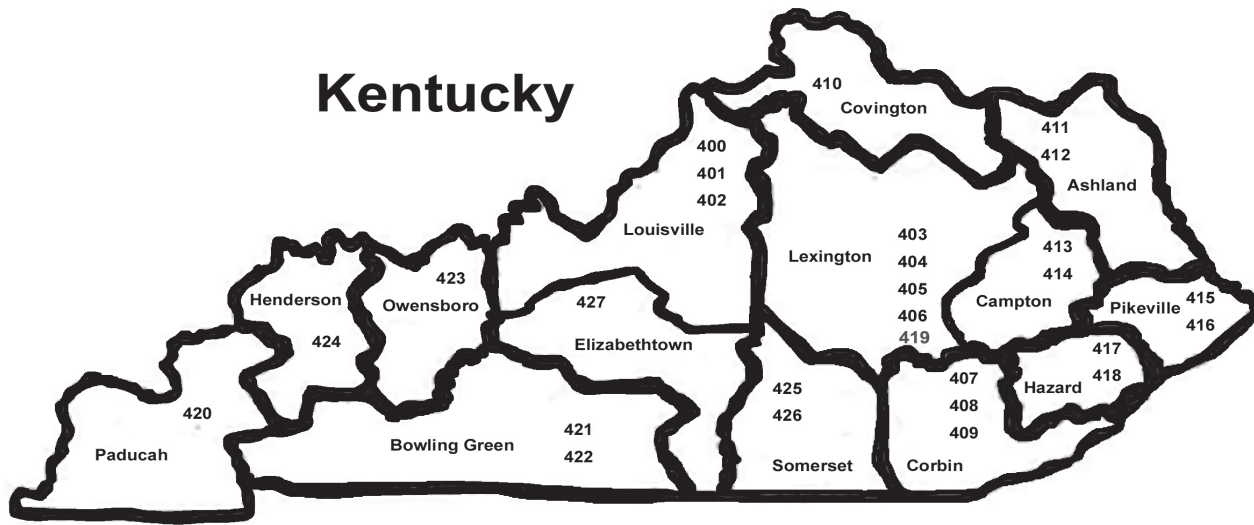 Kentucky
410
Covington
400
401
402
Louisville
411
412
Ashland
403
404
405
406
419
Lexington
413
414
Campton
423
Owensboro
Henderson
424
427
Elizabethtown
415
416
Pikeville
417
418
Hazard
407
408
409
Corbin
425
426
Somerset
420
Paducah
421
422
Bowling Green